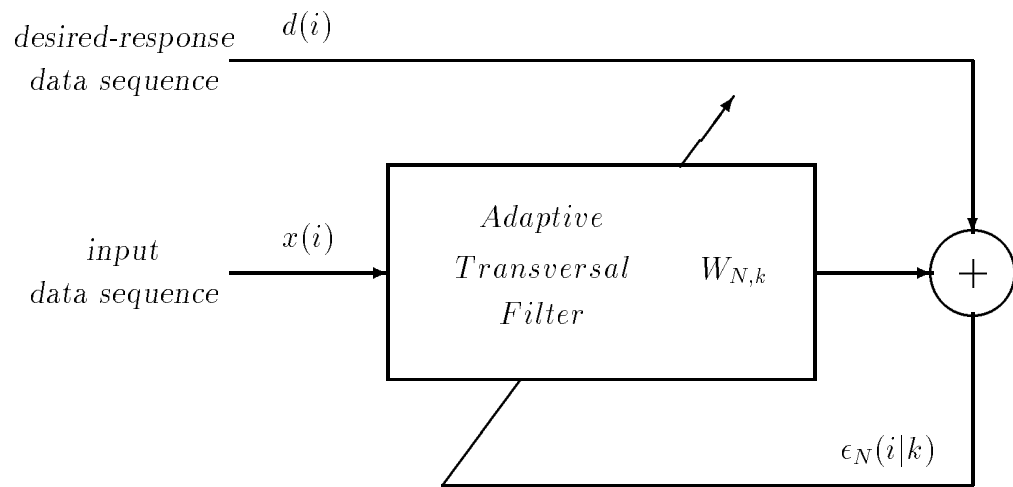 desired-response
data sequence
d(i)
input
data sequence
x(i)
Adaptive
Transversal
Filter
W_{N,k}
+
ϵ_N(i|k)